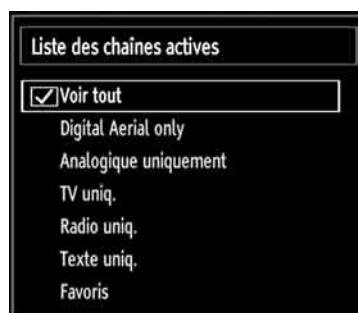 Liste des chaînes actives
Voir tout
Digital Aerial only
Analogique uniquement
TV uniq.
Radio uniq.
Texte uniq.
Favoris